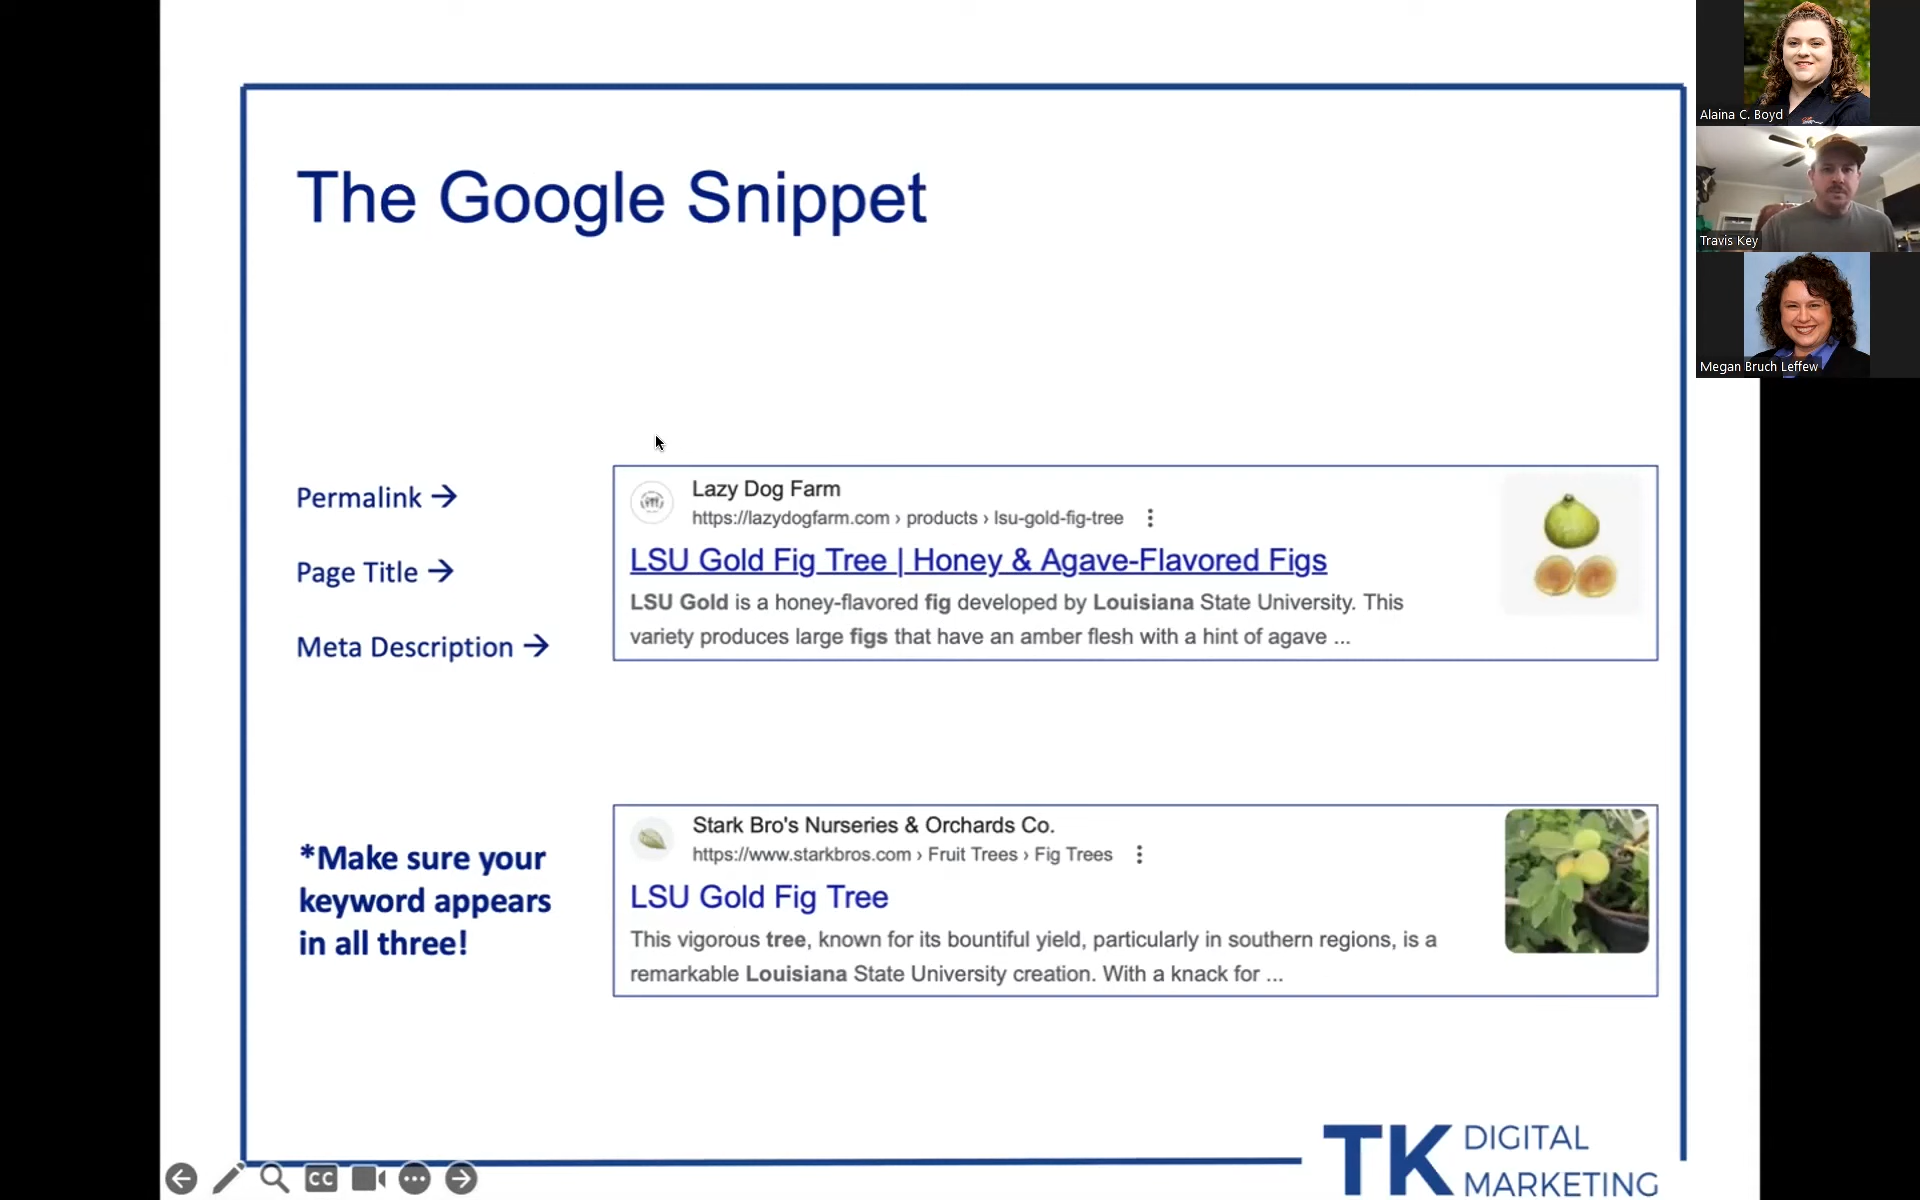 The Google Snippet
Permalink →
Page Title →
Meta Description →
Lazy Dog Farm
https://lazydogfarm.com › products › lsu-gold-fig-tree
LSU Gold Fig Tree | Honey & Agave-Flavored Figs
LSU Gold is a honey-flavored fig developed by Louisiana State University. This
variety produces large figs that have an amber flesh with a hint of agave ...
*Make sure your
keyword appears
in all three!
Stark Bro's Nurseries & Orchards Co.
https://www.starkbros.com › Fruit Trees › Fig Trees
LSU Gold Fig Tree
This vigorous tree, known for its bountiful yield, particularly in southern regions, is a
remarkable Louisiana State University creation. With a knack for ...
TK DIGITAL
MARKETING
CC
Alaina C. Boyd
Travis Key
Megan Bruch Leffew